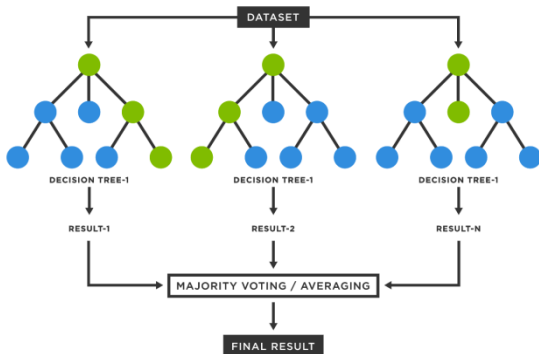 DATASET
DECISION TREE-1
DECISION TREE-1
DECISION TREE-1
RESULT-1
RESULT-2
RESULT-N
MAJORITY VOTING / AVERAGING
FINAL RESULT